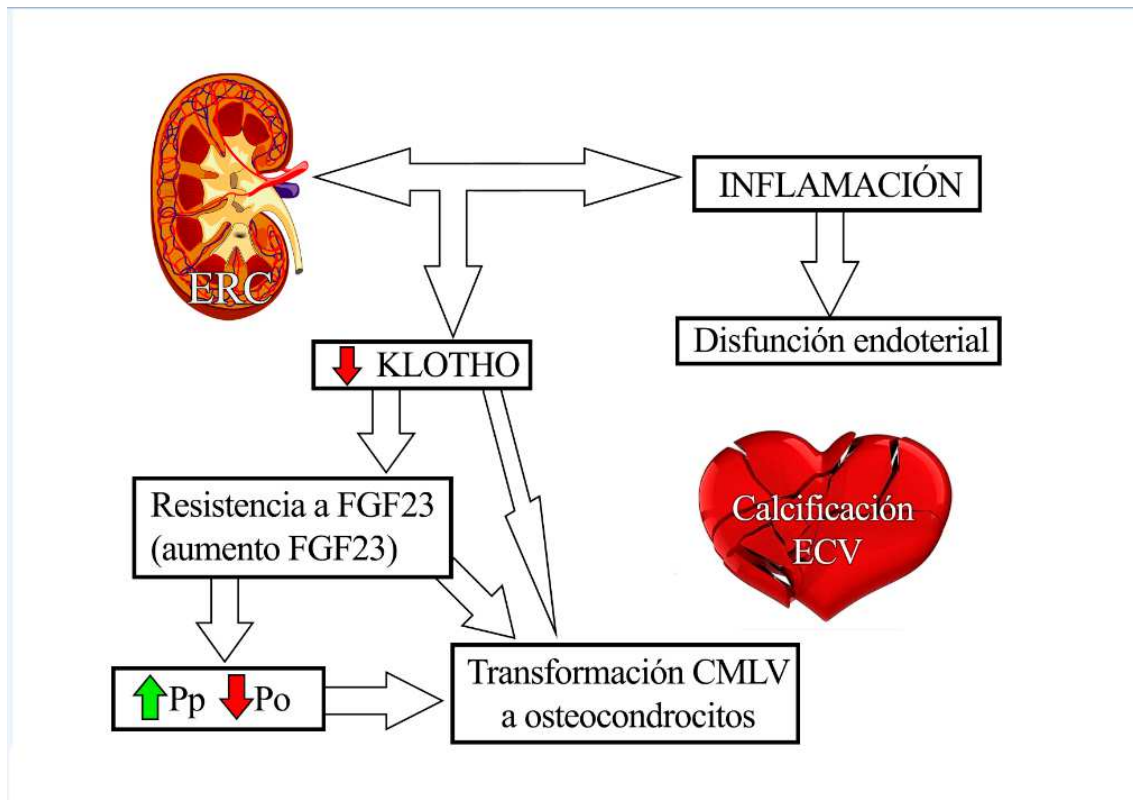 ERC
INFLAMACIÓN
Disfunción endoterial
KLOTHO
Resistencia a FGF23
(aumento FGF23)
Calcificación
ECV
Pp Po
Transformación CMLV
a osteocondrocitos